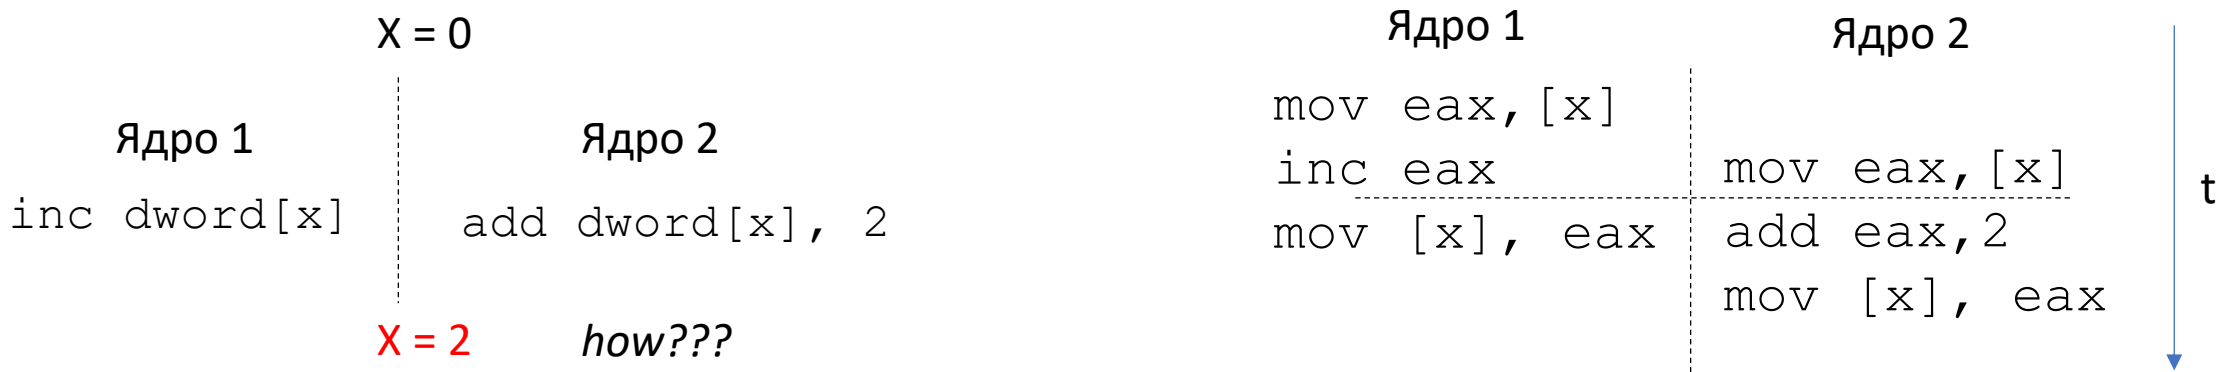 X = 0
Ядро 1
Ядро 2
inc dword[x]
add dword[x], 2
X = 2
how???
Ядро 1
Ядро 2
mov eax,[x]
inc eax
mov eax,[x]
mov [x], eax
add eax,2
mov [x], eax
t